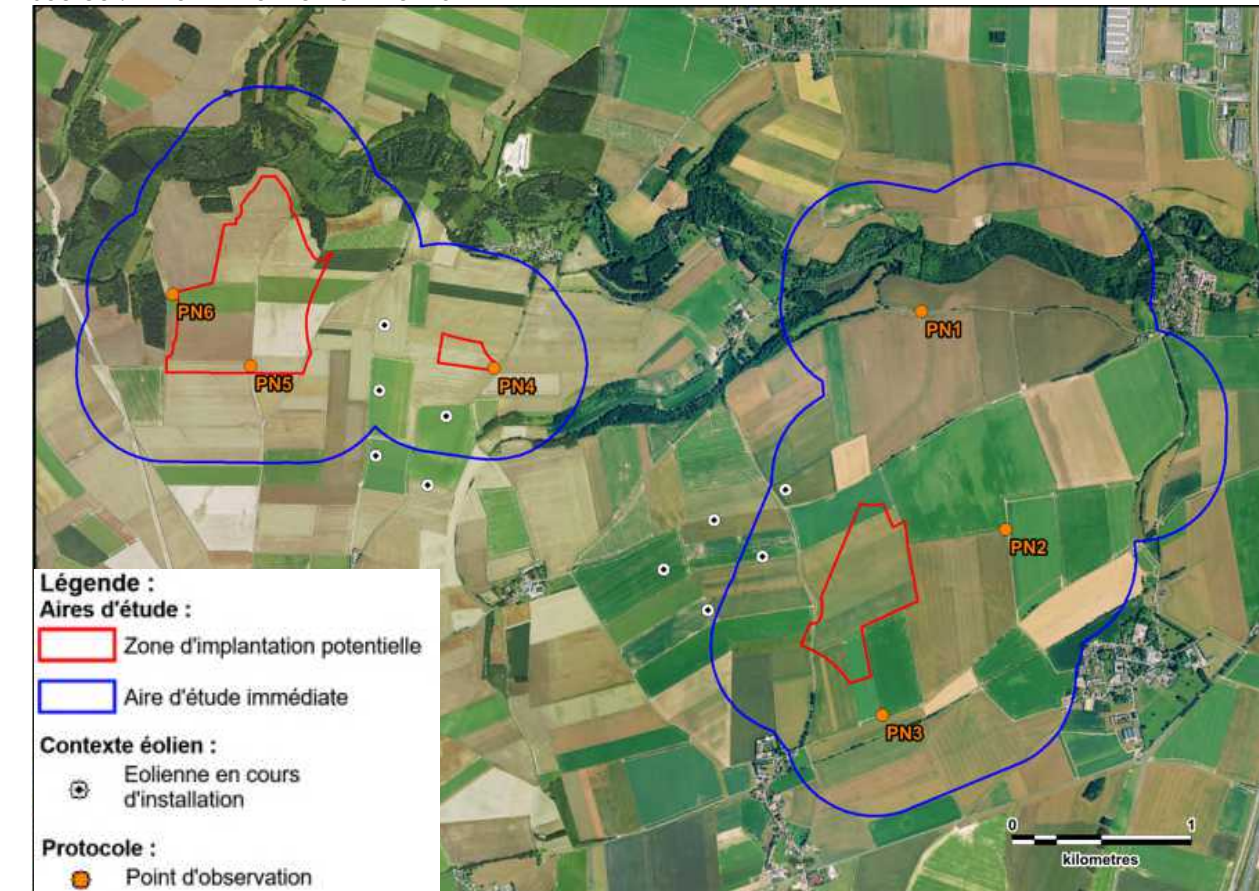 PN1
PN6
PN5
PN4
PN2
PN3
Légende :
Aires d'étude :
Zone d'implantation potentielle
Aire d'étude immédiate
Contexte éolien :
Eolienne en cours
d'installation
Protocole :
Point d'observation
0 1
kilometres